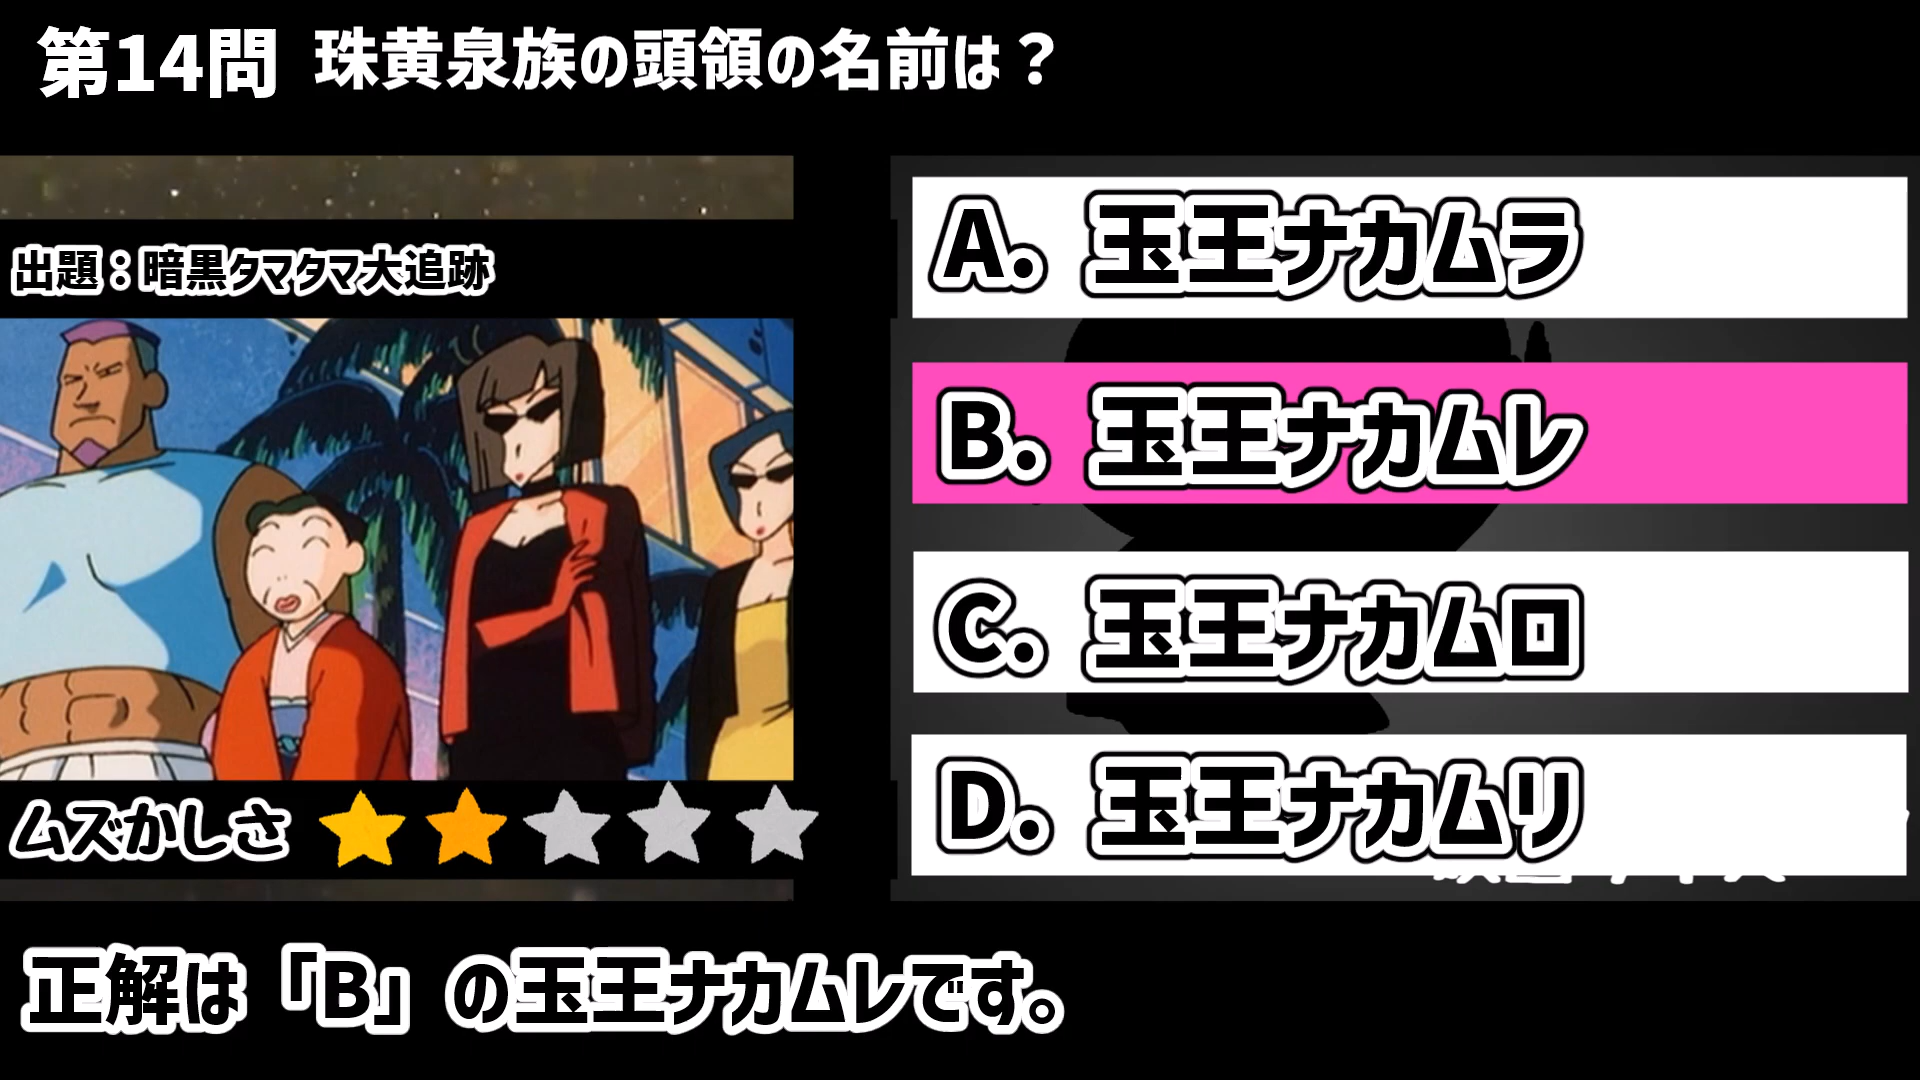 第14問 珠黄泉族の頭領の名前は？
出題：暗黒タマタマ大追跡
A. 玉王ナカムラ
B. 玉王ナカムレ
C. 玉王ナカムロ
D. 玉王ナカムリ
ムズかしさ
正解は「B」の玉王ナカムレです。